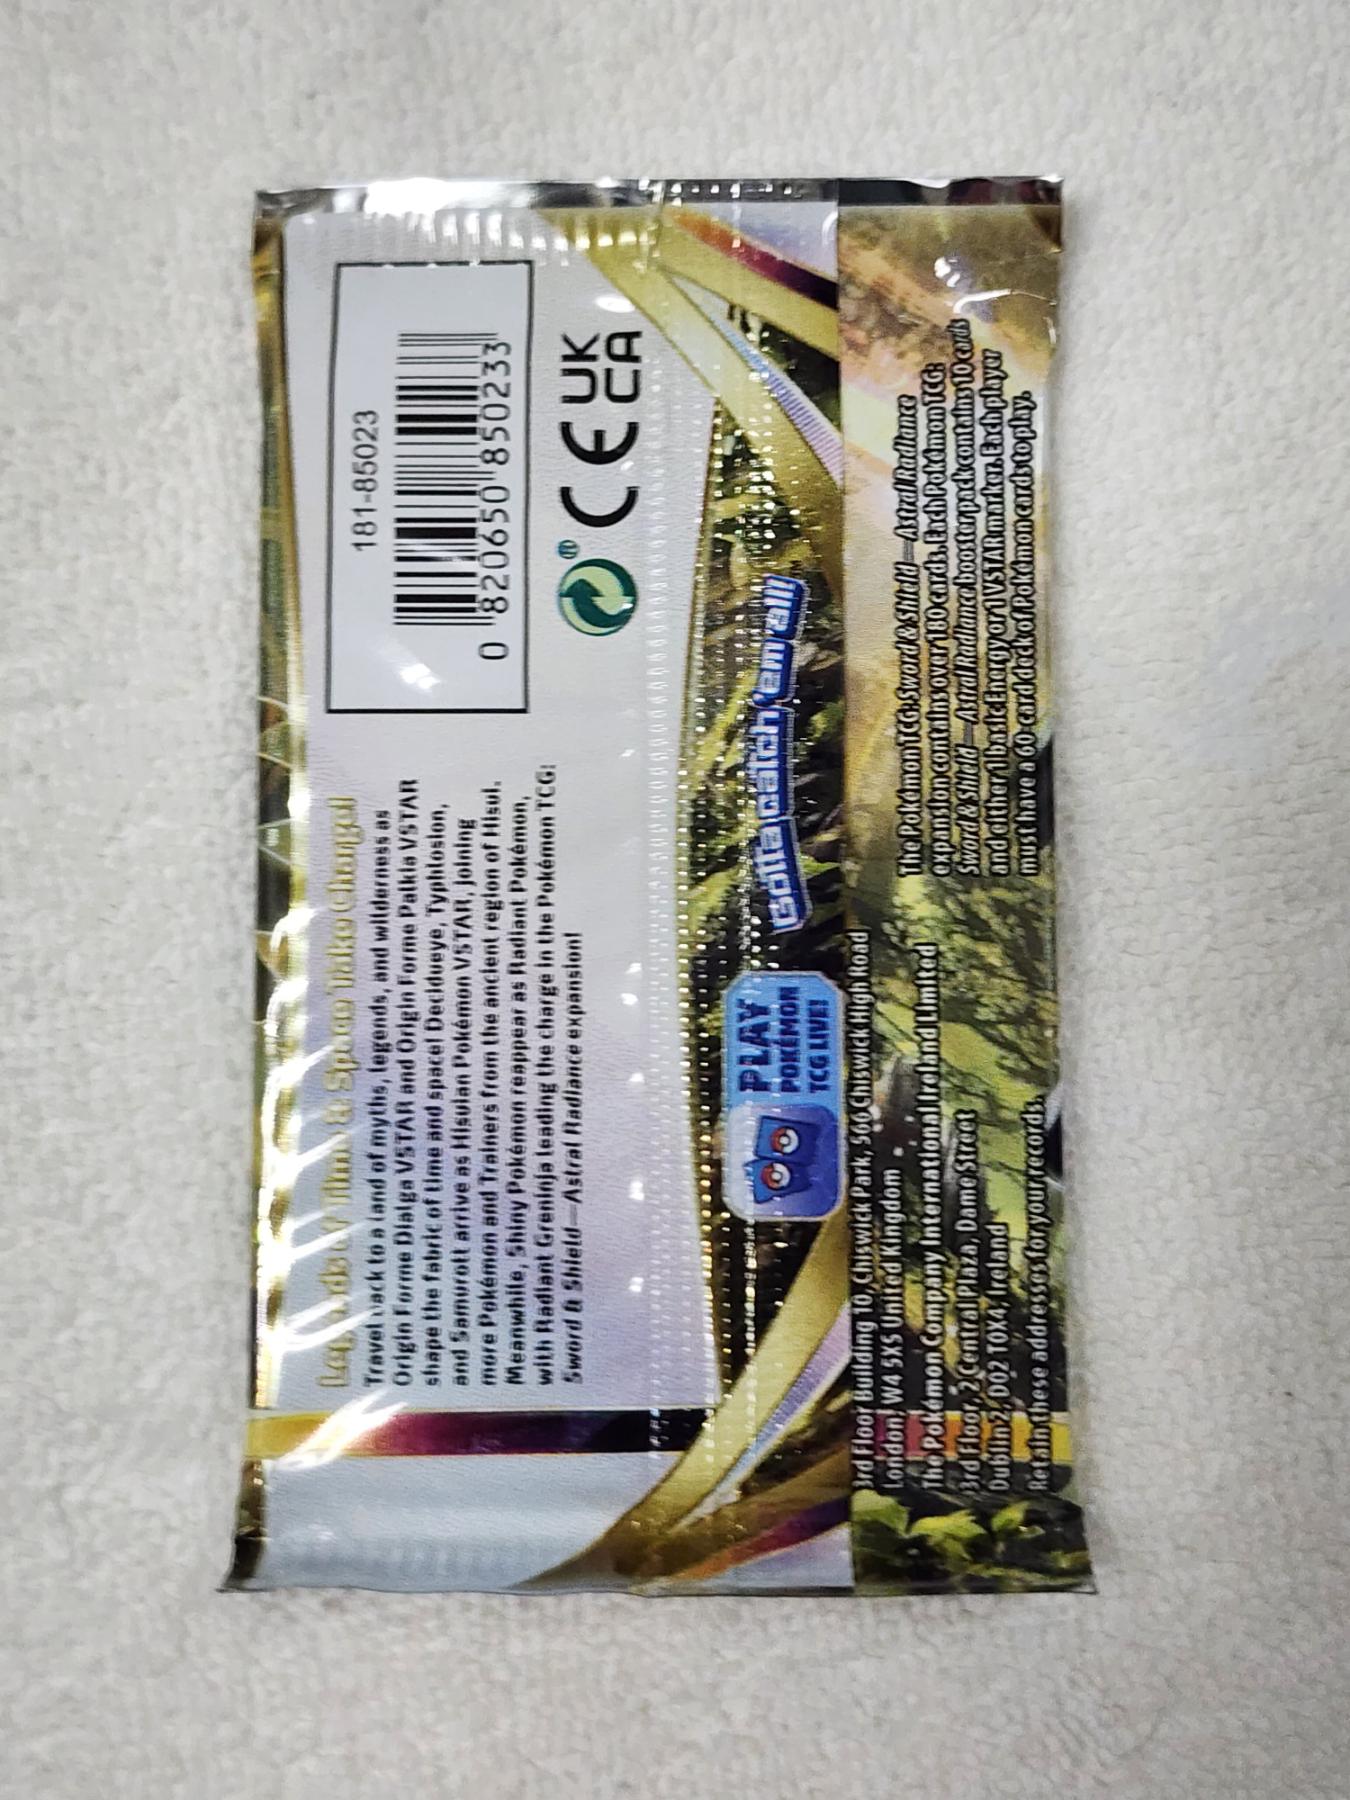 Legends of Time & Space Take Charge!
Travel back to a land of myths, legends, and wilderness as
Origin Forme Dialga VSTAR and Origin Forme Palkia VSTAR
shape the fabric of time and space! Decidueye, Typhlosion,
and Samurott arrive as Hisuian Pokémon VSTAR, joining
more Pokémon and Trainers from the ancient region of Hisui.
Meanwhile, Shiny Pokémon reappear as Radiant Pokémon,
with Radiant Greninja leading the charge in the Pokémon TCG:
Sword & Shield—Astral Radiance expansion!
181-85023
0 820650 850233
® CE UK
CA
PLAY
POKÉMON
TCG LIVE!
Gotta catch 'em all!
3rd Floor Building 10, Chiswick Park, 566 Chiswick High Road
London, W4 5XS United Kingdom
The Pokémon Company International Ireland Limited
3rd Floor, 2 Central Plaza, Dame Street
Dublin 2, D02 T0X4, Ireland
Retain these addresses for your records.
The Pokémon TCG: Sword & Shield—Astral Radiance
expansion contains over 180 cards. Each Pokémon TCG:
Sword & Shield—Astral Radiance booster pack contains 10 cards
and either 1 basic Energy or 1 VSTAR marker. Each player
must have a 60-card deck of Pokémon cards to play.